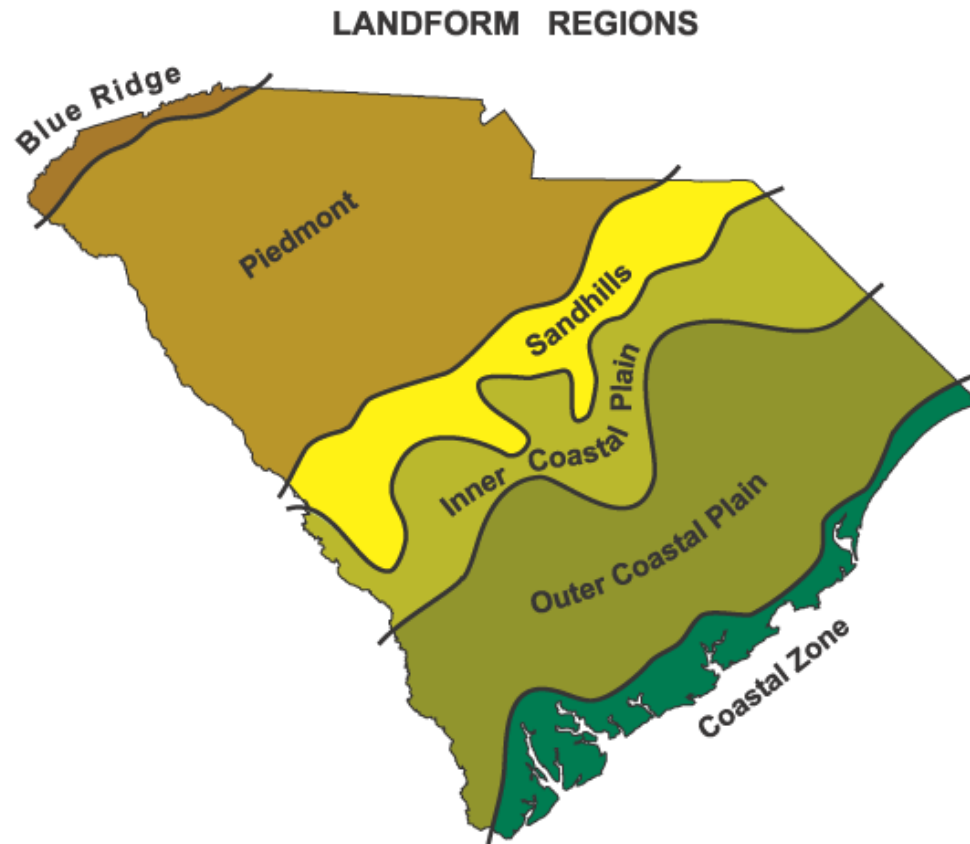 LANDFORM REGIONS
Blue Ridge
Piedmont
Sandhills
Inner Coastal Plain
Outer Coastal Plain
Coastal Zone